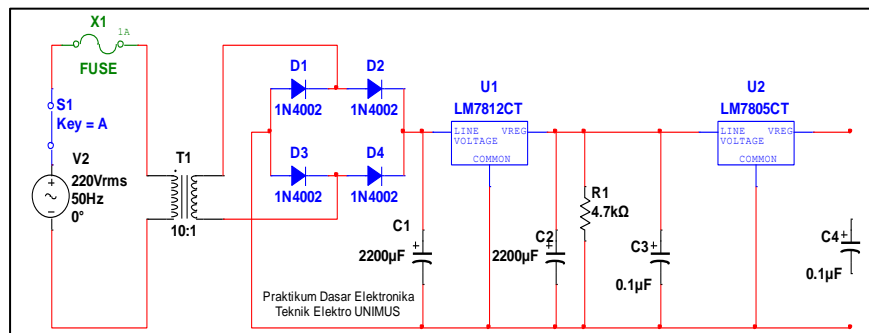 X1
1A
FUSE
S1
Key = A
V2
220Vrms
50Hz
0°
T1
10:1
D1
1N4002
D2
1N4002
D3
1N4002
D4
1N4002
U1
LM7812CT
LINE VREG
VOLTAGE
COMMON
U2
LM7805CT
LINE VREG
VOLTAGE
COMMON
C1
2200µF
C2
2200µF
R1
4.7kΩ
C3
0.1µF
C4
0.1µF
Praktikum Dasar Elektronika
Teknik Elektro UNIMUS